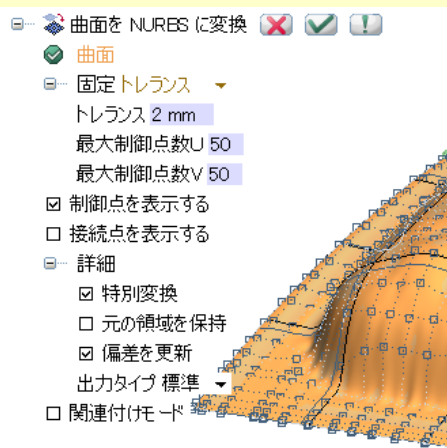 曲面を NURBS に変換
曲面
固定 トレランス
トレランス 2 mm
最大制御点数U 50
最大制御点数V 50
制御点を表示する
接続点を表示する
詳細
特別変換
元の領域を保持
偏差を更新
出力タイプ 標準
関連付けモード